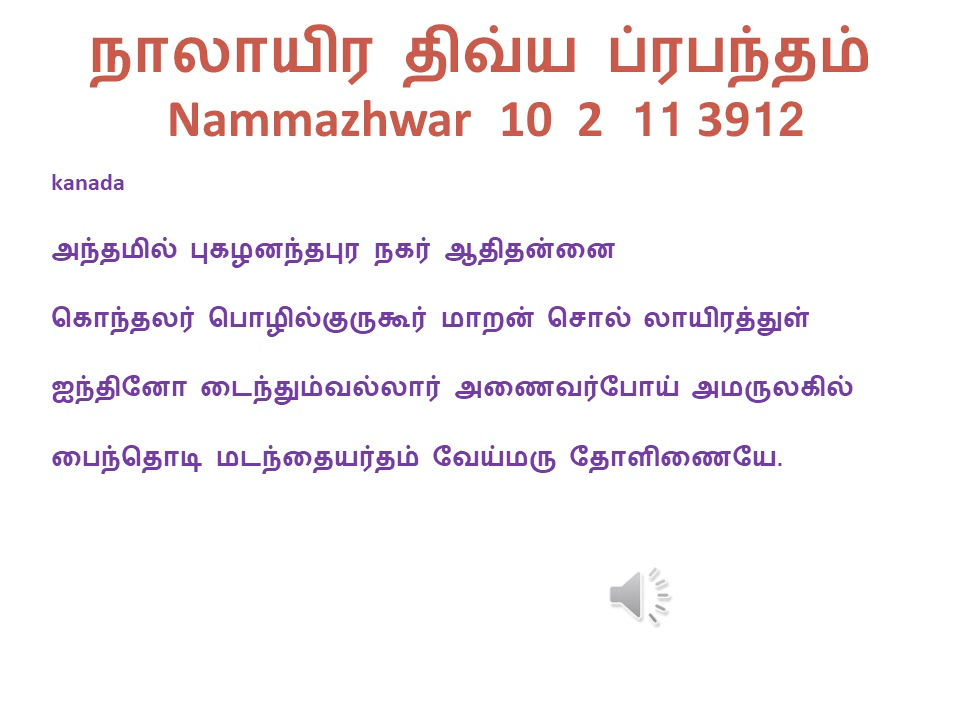 நாலாயிர திவ்ய ப்ரபந்தம்
Nammazhwar 10 2 11 3912
kanada
அந்தமில் புகழனந்தபுர நகர் ஆதிதன்னை
கொந்தலர் பொழில்குருகூர் மாறன் சொல் லாயிரத்துள்
ஐந்தினோ டைந்தும்வல்லார் அணைவர்போய் அமருலகில்
பைந்தொடி மடந்தையர்தம் வேய்மரு தோளிணையே.